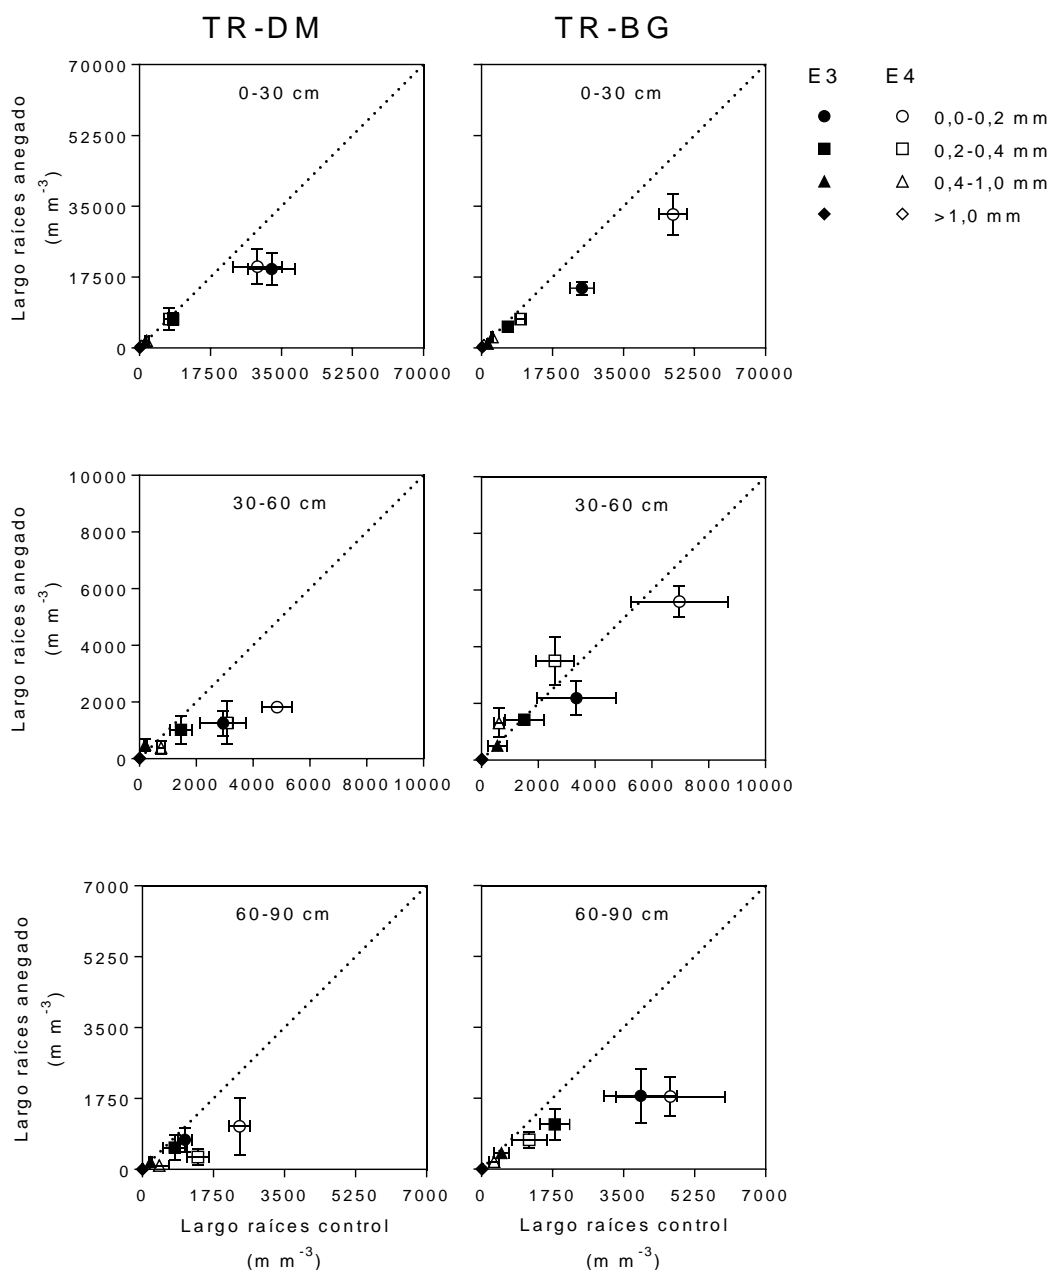 TR-DM
TR-BG
E3 E4
0,0-0,2 mm
0,2-0,4 mm
0,4-1,0 mm
>1,0 mm
Largo raíces anegado
(m m-3)
70000
52500
35000
17500
0
0-30 cm
0 17500 35000 52500 70000
0-30 cm
0 17500 35000 52500 70000
Largo raíces anegado
(m m-3)
10000
8000
6000
4000
2000
0
30-60 cm
0 2000 4000 6000 8000 10000
30-60 cm
0 2000 4000 6000 8000 10000
Largo raíces anegado
(m m-3)
7000
5250
3500
1750
0
60-90 cm
0 1750 3500 5250 7000
Largo raíces control
(m m-3)
60-90 cm
0 1750 3500 5250 7000
Largo raíces control
(m m-3)